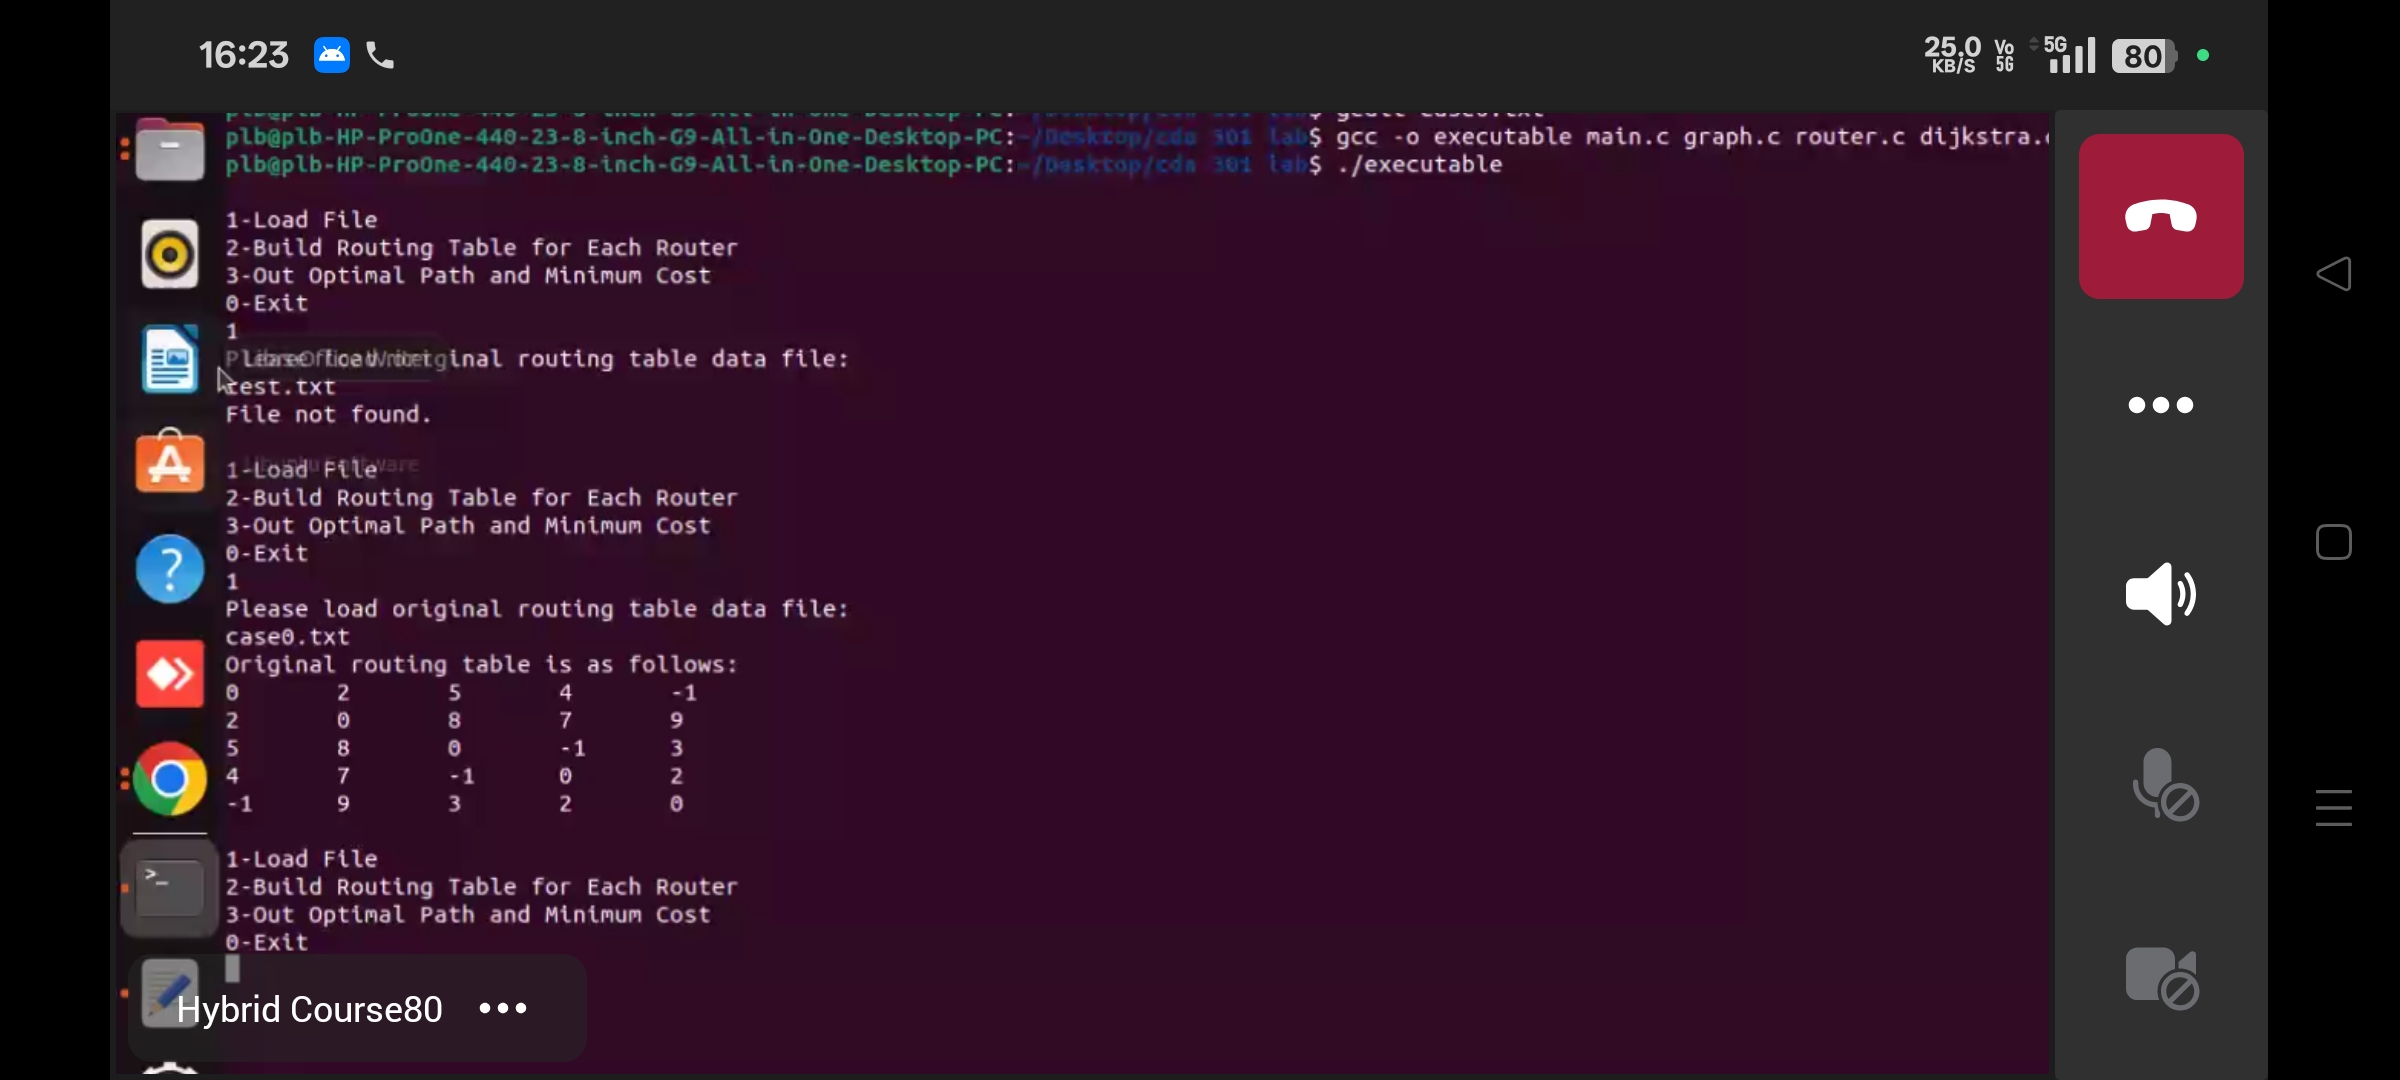 16:23
25.0 KB/S Vo 5G 5G 80
plb@plb-HP-ProOne-440-23-8-inch-G9-All-in-One-Desktop-PC:~/Desktop/cda 301 lab$ gcc -o executable main.c graph.c router.c dijkstra.
plb@plb-HP-ProOne-440-23-8-inch-G9-All-in-One-Desktop-PC:~/Desktop/cda 301 lab$ ./executable
1-Load File
2-Build Routing Table for Each Router
3-Out Optimal Path and Minimum Cost
0-Exit
1
Please load original routing table data file:
test.txt
File not found.
1-Load File
2-Build Routing Table for Each Router
3-Out Optimal Path and Minimum Cost
0-Exit
1
Please load original routing table data file:
case0.txt
Original routing table is as follows:
0 2 5 4 -1
2 0 8 7 9
5 8 0 -1 3
4 7 -1 0 2
-1 9 3 2 0
1-Load File
2-Build Routing Table for Each Router
3-Out Optimal Path and Minimum Cost
0-Exit
Hybrid Course80